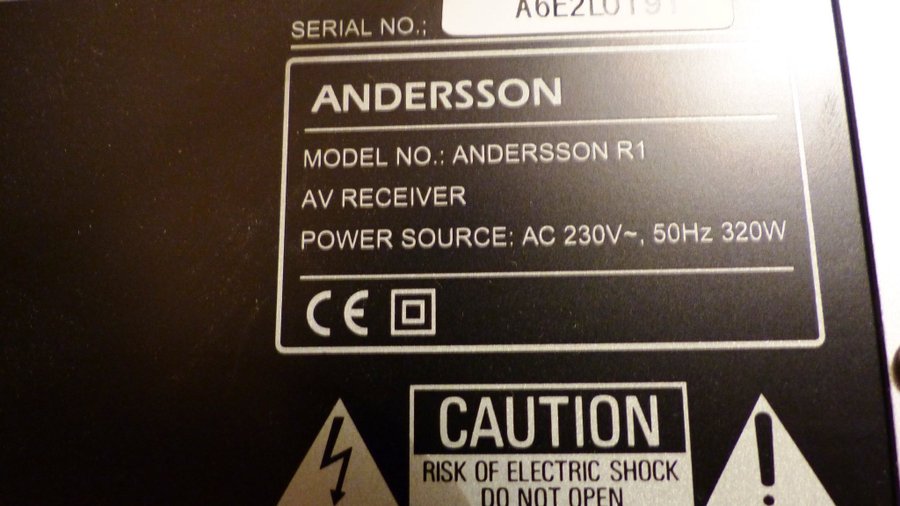 SERIAL NO.:
ANDERSSON
MODEL NO.: ANDERSSON R1
AV RECEIVER
POWER SOURCE: AC 230V~, 50Hz 320W
CE
CAUTION
RISK OF ELECTRIC SHOCK
DO NOT OPEN